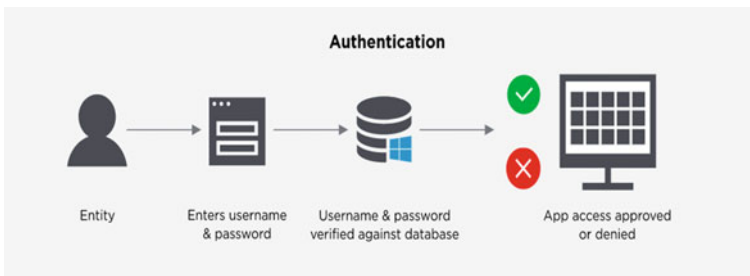 Authentication
Entity
Enters username
& password
Username & password
verified against database
App access approved
or denied